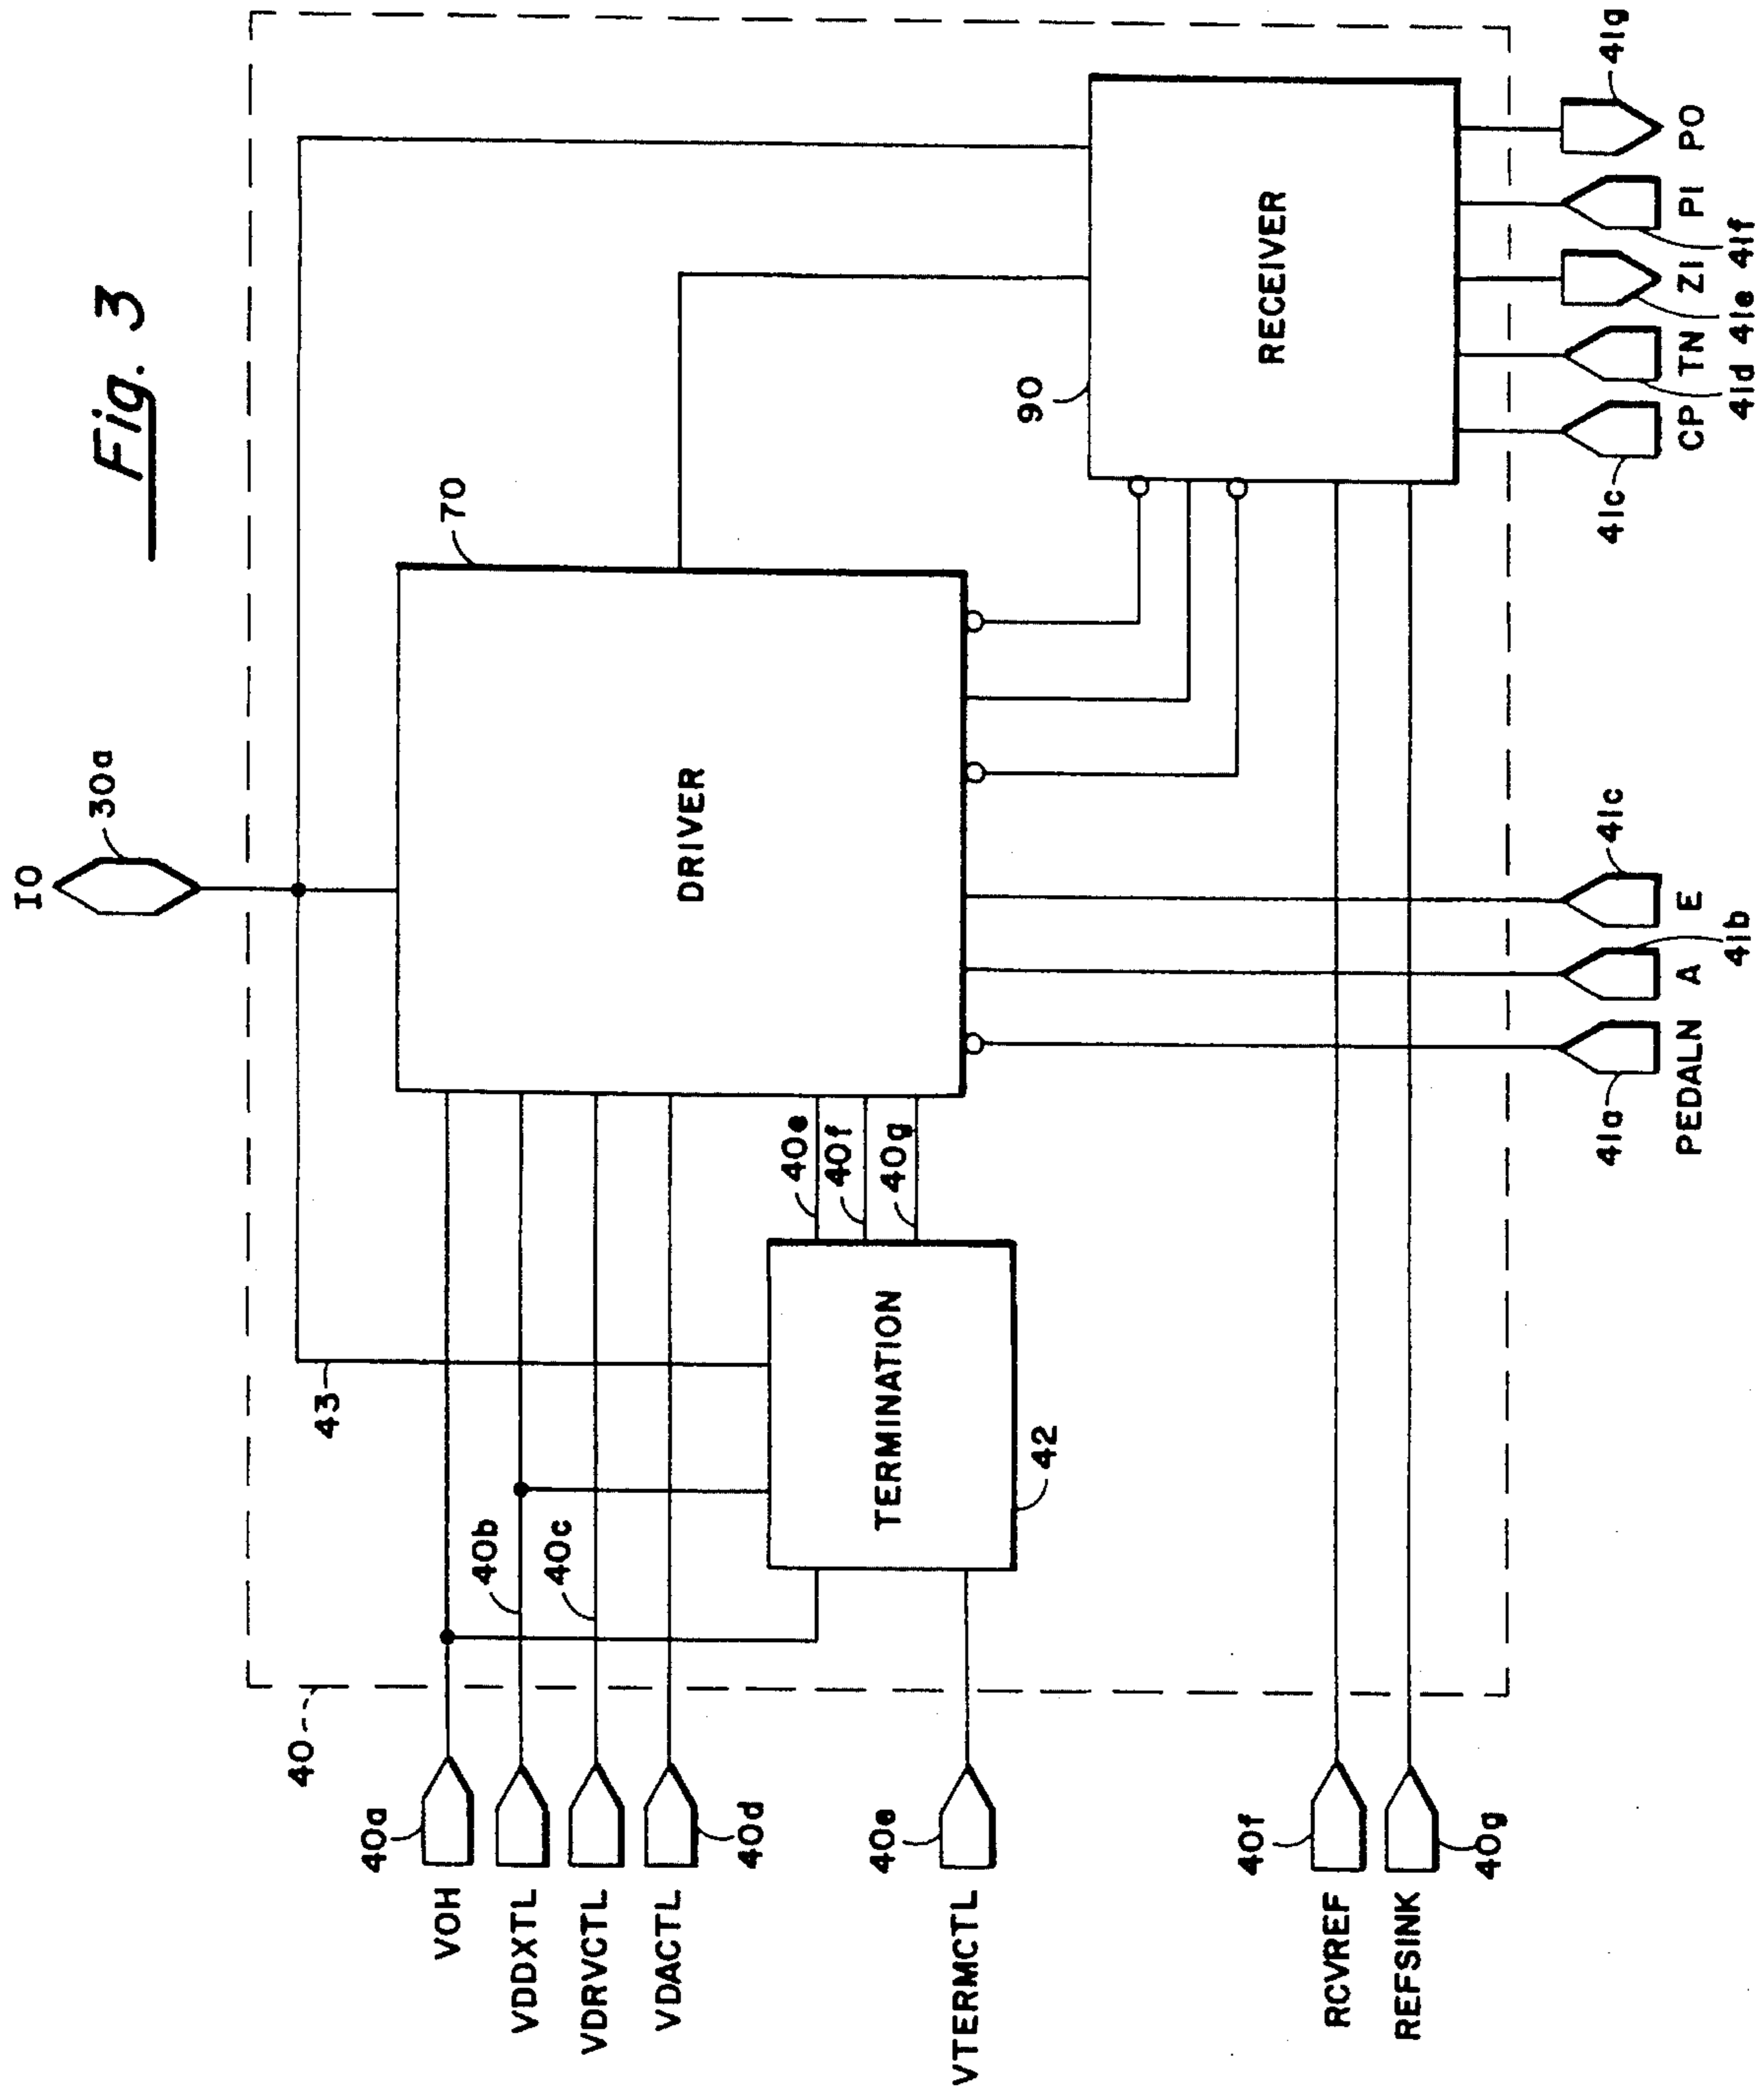 Fig. 3
IO
30a
40
40a
VOH
VDDXTL
40b
VDRVCTL
40c
VDACTL
40d
43
70
DRIVER
40e
40f
40g
TERMINATION
42
VTERMCTL
40e
90
RECEIVER
RCVREF
40f
REFSINK
40g
41a
PEDALN
A
41b
E
41c
41c
CP
TN
41d
ZI
41e
PI
41f
PO
41g